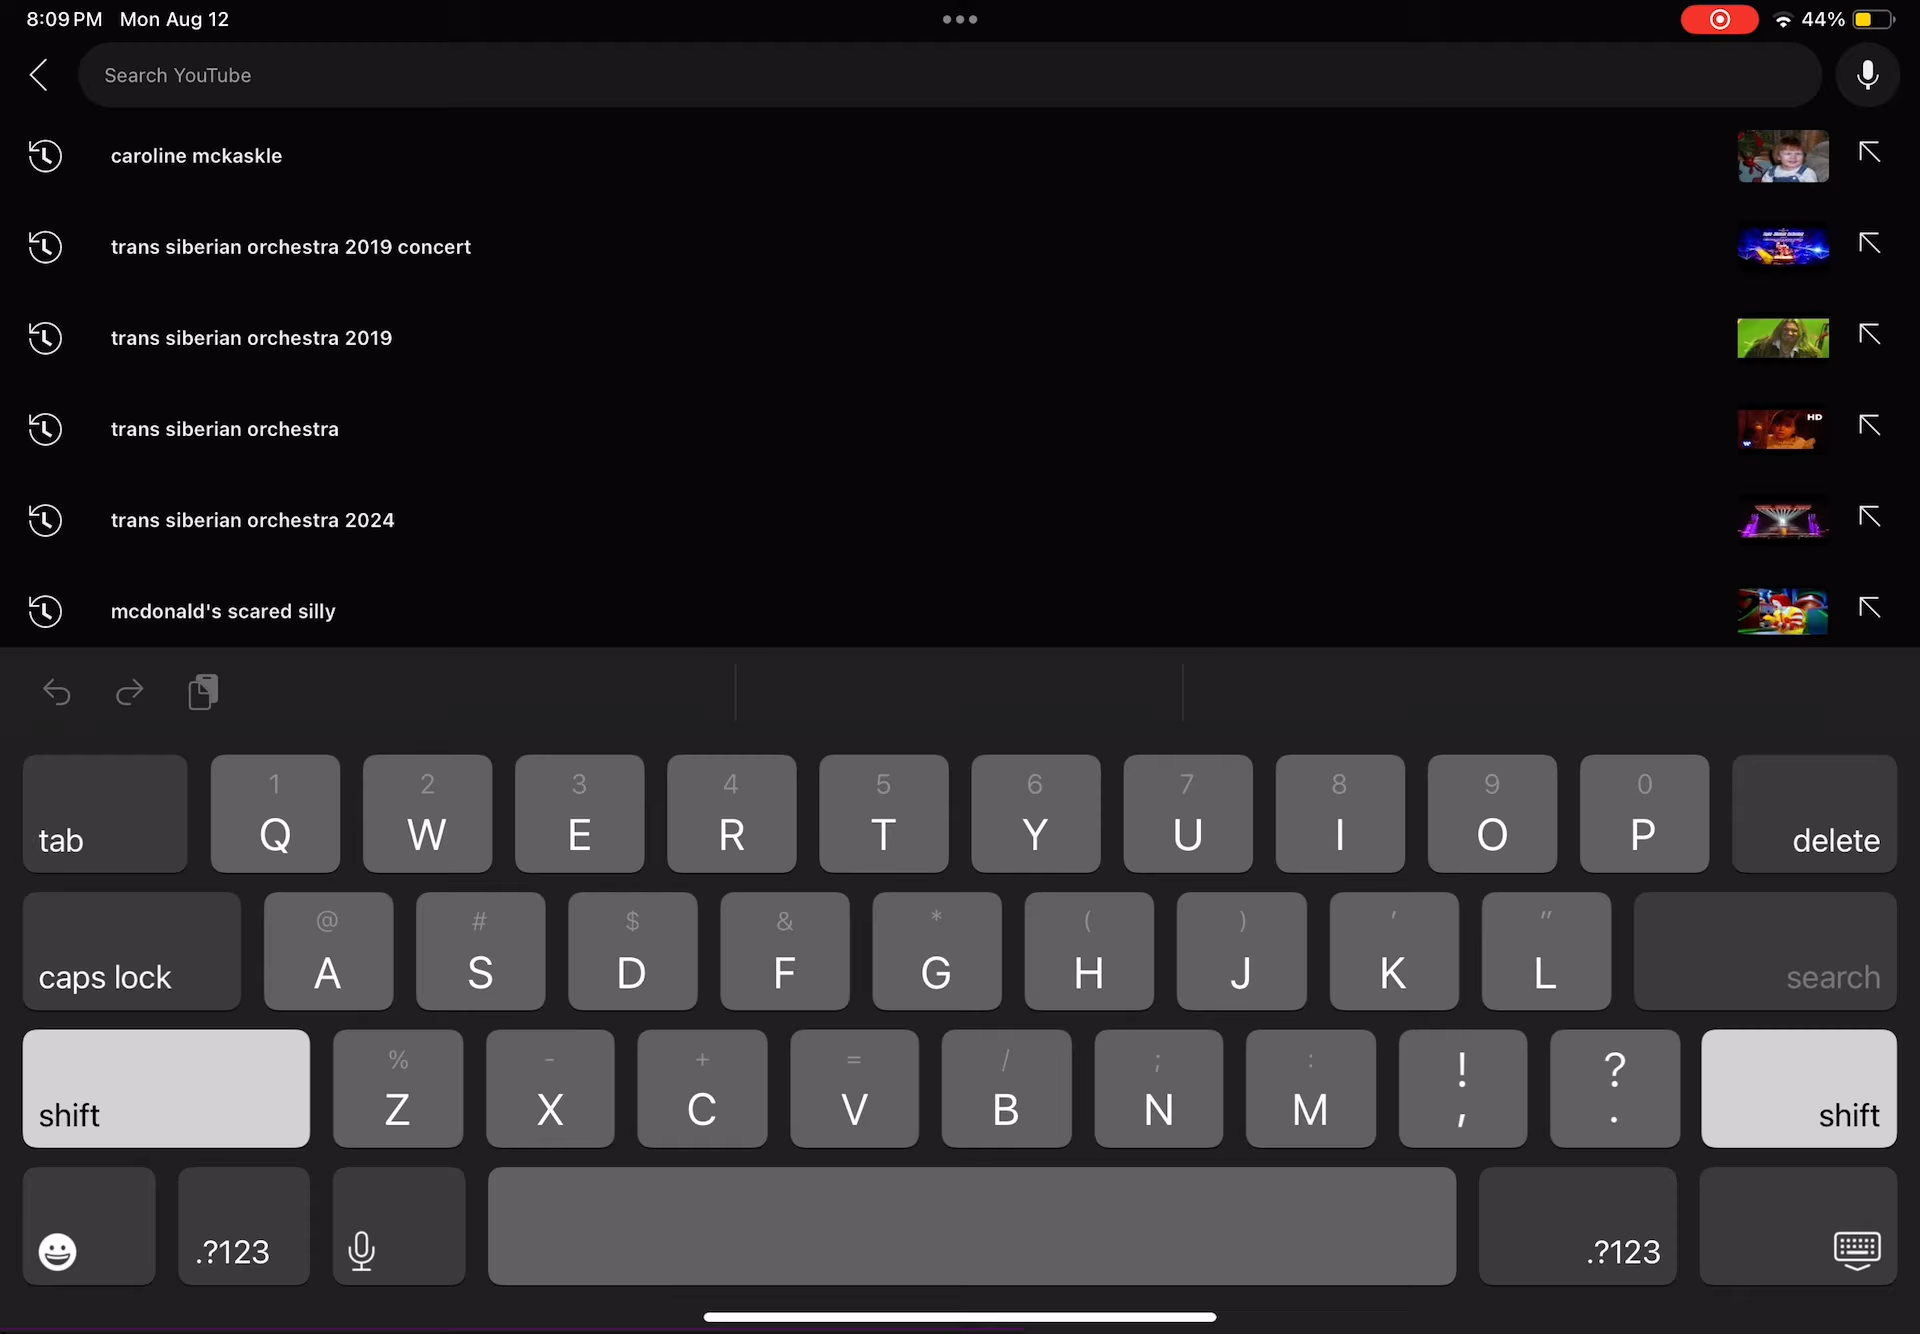 8:09 PM Mon Aug 12
44%
Search YouTube
caroline mckaskle
trans siberian orchestra 2019 concert
trans siberian orchestra 2019
trans siberian orchestra
HD
trans siberian orchestra 2024
mcdonald's scared silly
1 2 3 4 5 6 7 8 9 0
tab Q W E R T Y U I O P delete
@ # $ & * ( ) ' "
caps lock A S D F G H J K L search
% - + = / ; : ! ?
shift Z X C V B N M , . shift
.?123 .?123